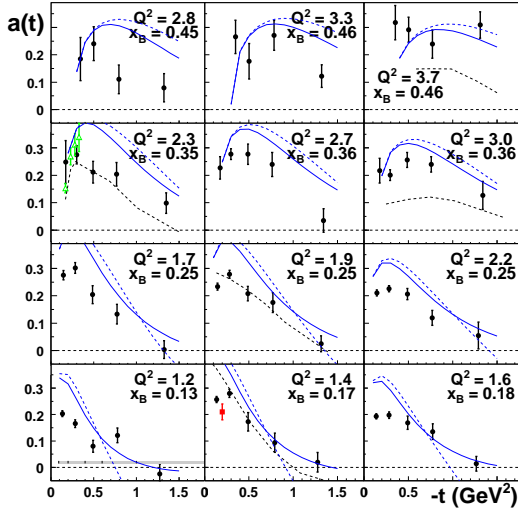 a(t)
Q² = 2.8
x_B = 0.45
Q² = 3.3
x_B = 0.46
Q² = 3.7
x_B = 0.46
0.3
0.2
0.1
0
Q² = 2.3
x_B = 0.35
Q² = 2.7
x_B = 0.36
Q² = 3.0
x_B = 0.36
0.3
0.2
0.1
0
Q² = 1.7
x_B = 0.25
Q² = 1.9
x_B = 0.25
Q² = 2.2
x_B = 0.25
0.3
0.2
0.1
0
Q² = 1.2
x_B = 0.13
Q² = 1.4
x_B = 0.17
Q² = 1.6
x_B = 0.18
0.3
0.2
0.1
0
0 0.5 1 1.5 0 0.5 1 1.5 0 0.5 1 1.5
-t (GeV²)